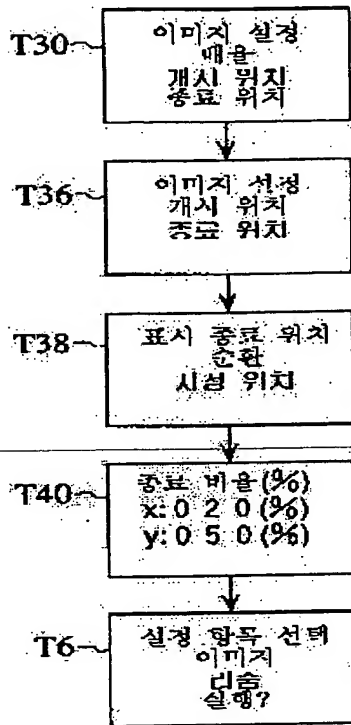 T30
이미지 설정
배율
개시 위치
종료 위치
T36
이미지 설정
개시 위치
종료 위치
T38
표시 종료 위치
순환
시점 위치
T40
종료 비율(%)
x: 0 2 0 (%)
y: 0 5 0 (%)
T6
설정 항목 선택
이미지
리줌
실행?